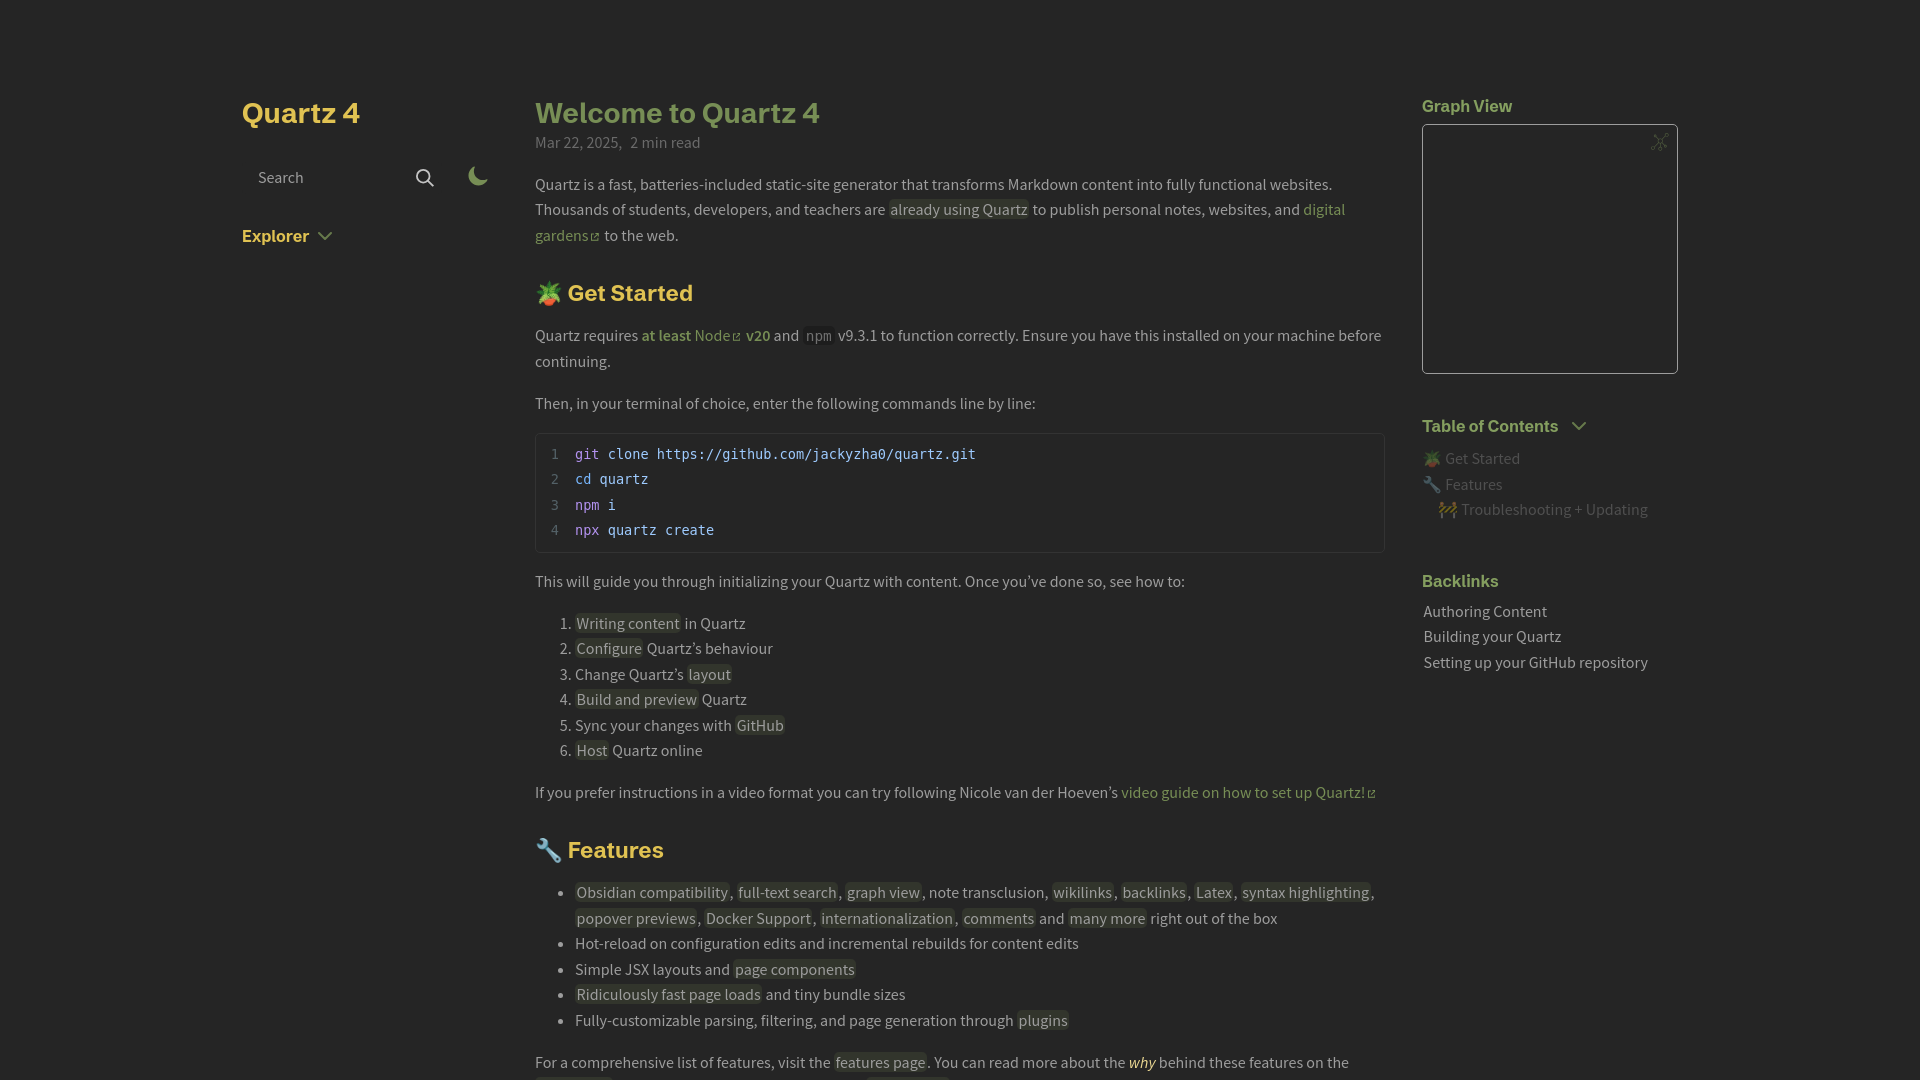 Quartz 4
Search
Explorer
Welcome to Quartz 4
Mar 22, 2025, 2 min read
Quartz is a fast, batteries-included static-site generator that transforms Markdown content into fully functional websites.
Thousands of students, developers, and teachers are already using Quartz to publish personal notes, websites, and digital
gardens to the web.
🪴 Get Started
Quartz requires at least Node v20 and npm v9.3.1 to function correctly. Ensure you have this installed on your machine before
continuing.
Then, in your terminal of choice, enter the following commands line by line:
1 git clone https://github.com/jackyzha0/quartz.git
2 cd quartz
3 npm i
4 npx quartz create
This will guide you through initializing your Quartz with content. Once you’ve done so, see how to:
1. Writing content in Quartz
2. Configure Quartz’s behaviour
3. Change Quartz’s layout
4. Build and preview Quartz
5. Sync your changes with GitHub
6. Host Quartz online
If you prefer instructions in a video format you can try following Nicole van der Hoeven’s video guide on how to set up Quartz!
🔧 Features
• Obsidian compatibility, full-text search, graph view, note transclusion, wikilinks, backlinks, Latex, syntax highlighting,
popover previews, Docker Support, internationalization, comments and many more right out of the box
• Hot-reload on configuration edits and incremental rebuilds for content edits
• Simple JSX layouts and page components
• Ridiculously fast page loads and tiny bundle sizes
• Fully-customizable parsing, filtering, and page generation through plugins
For a comprehensive list of features, visit the features page. You can read more about the why behind these features on the
Graph View
Table of Contents
🪴 Get Started
🔧 Features
🚧 Troubleshooting + Updating
Backlinks
Authoring Content
Building your Quartz
Setting up your GitHub repository